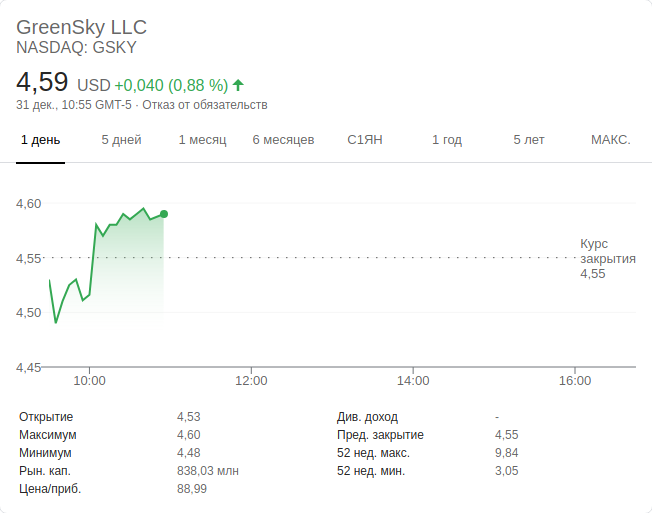 GreenSky LLC
NASDAQ: GSKY
4,59 USD +0,040 (0,88 %)
31 дек., 10:55 GMT-5 · Отказ от обязательств
1 день 5 дней 1 месяц 6 месяцев С1ЯН 1 год 5 лет МАКС.
4,60
4,55
4,50
4,45
Курс
закрытия
4,55
10:00 12:00 14:00 16:00
Открытие 4,53 Див. доход -
Максимум 4,60 Пред. закрытие 4,55
Минимум 4,48 52 нед. макс. 9,84
Рын. кап. 838,03 млн 52 нед. мин. 3,05
Цена/приб. 88,99